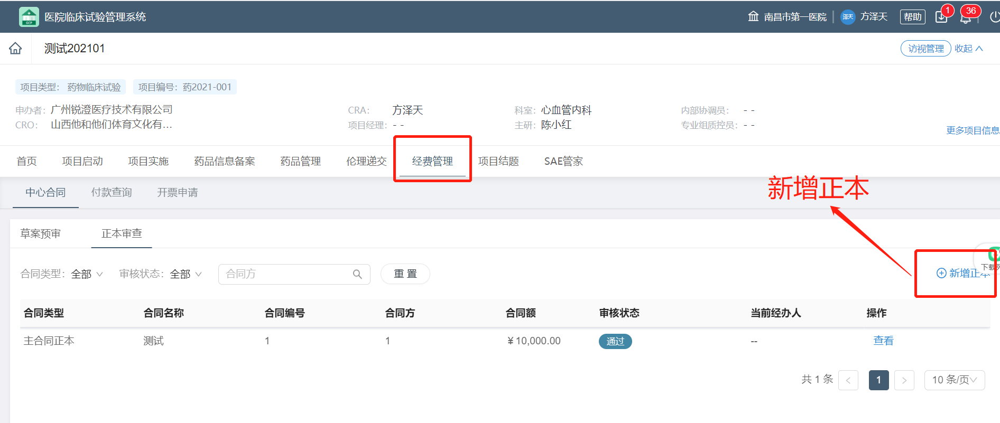 医院临床试验管理系统
GCP
南昌市第一医院
泽天
方泽天
帮助
1
36
测试202101
访视管理
收起
项目类型： 药物临床试验
项目编号：药2021-001
申办者：广州锐澄医疗技术有限公司
CRA： 方泽天
科室：心血管内科
内部协调员： - -
CRO： 山西他和他们体育文化有...
项目经理：- -
主研：陈小红
专业组质控员：- -
更多项目信息
首页 项目启动 项目实施 药品信息备案 药品管理 伦理递交 经费管理 项目结题 SAE管家
中心合同 付款查询 开票申请
新增正本
草案预审 正本审查
合同类型：全部 审核状态：全部 合同方 重 置
下载
新增正本
合同类型 合同名称 合同编号 合同方 合同额 审核状态 当前经办人 操作
主合同正本 测试 1 1 ¥10,000.00 通过 -- 查看
共 1 条 < 1 > 10 条/页